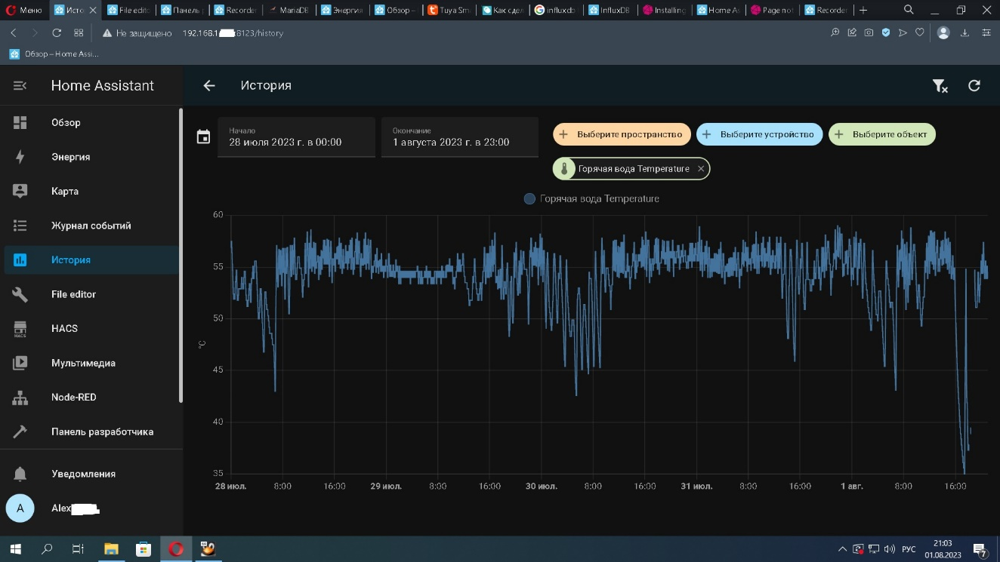 Меню Исто File edito Панель Recorder MariaDB Энергия Обзор – Tuya Sm Как сдел influxdb InfluxDB Installing Home As Page not Recorder
Не защищено 192.168.1 :8123/history
Обзор – Home Assi...
Home Assistant
История
Обзор
Энергия
Карта
Журнал событий
История
File editor
HACS
HACS
Мультимедиа
Node-RED
Панель разработчика
Уведомления
A Alex
Начало
28 июля 2023 г. в 00:00
Окончание
1 августа 2023 г. в 23:00
Выберите пространство
Выберите устройство
Выберите объект
Горячая вода Temperature
Горячая вода Temperature
°C
60
55
50
45
40
35
28 июл. 8:00 16:00 29 июл. 8:00 16:00 30 июл. 8:00 16:00 31 июл. 8:00 16:00 1 авг. 8:00 16:00
РУС
21:03
01.08.2023
7